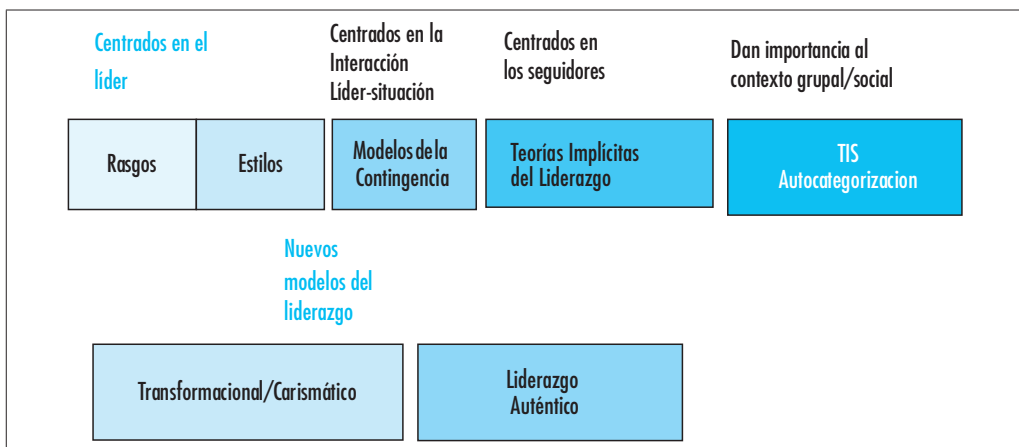 Centrados en el
líder
Centrados en la
Interacción
Líder-situación
Centrados en
los seguidores
Dan importancia al
contexto grupal/social
Rasgos
Estilos
Modelos de la
Contingencia
Teorías Implícitas
del Liderazgo
TIS
Autocategorizacion
Nuevos
modelos del
liderazgo
Transformacional/Carismático
Liderazgo
Auténtico